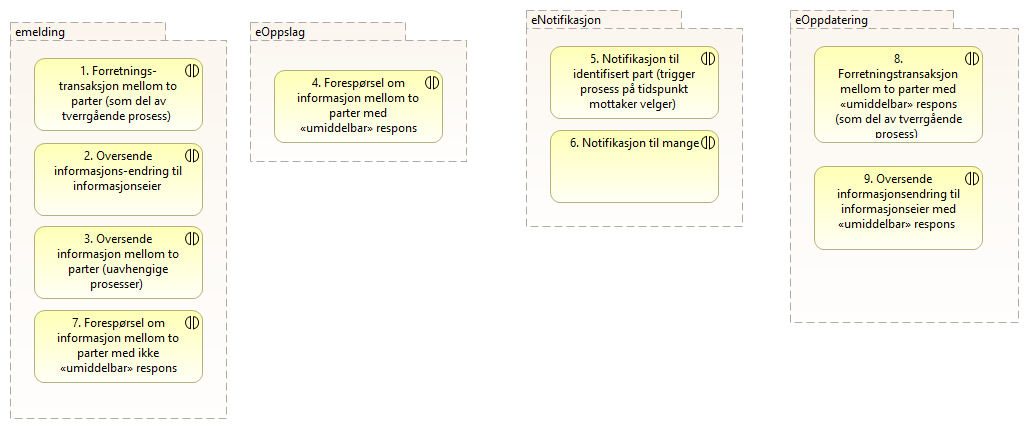 emelding
1. Forretnings-
transaksjon mellom to
parter (som del av
tverrgående prosess)
2. Oversende
informasjons-endring til
informasjonseier
3. Oversende
informasjon mellom to
parter (uavhengige
prosesser)
7. Forespørsel om
informasjon mellom to
parter med ikke
«umiddelbar» respons
eOppslag
4. Forespørsel om
informasjon mellom to
parter med
«umiddelbar» respons
eNotifikasjon
5. Notifikasjon til
identifisert part (trigger
prosess på tidspunkt
mottaker velger)
6. Notifikasjon til mange
eOppdatering
8.
Forretningstransaksjon
mellom to parter med
«umiddelbar» respons
(som del av tverrgående
prosess)
9. Oversende
informasjonsendring til
informasjonseier med
«umiddelbar» respons